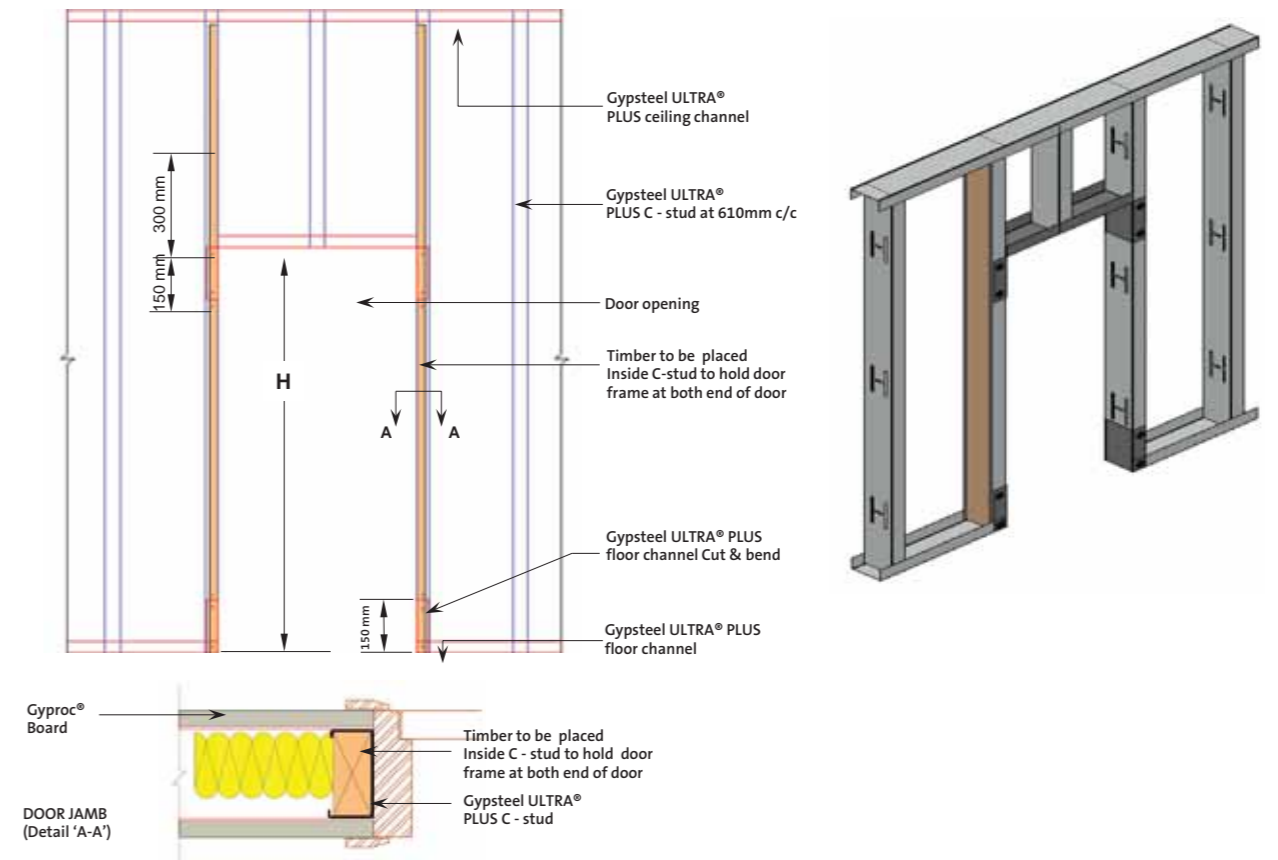 Gypsteel ULTRA®
PLUS ceiling channel
Gypsteel ULTRA®
PLUS C - stud at 610mm c/c
300 mm
150 mm
Door opening
Timber to be placed
Inside C-stud to hold door
frame at both end of door
H
A
A
Gypsteel ULTRA® PLUS
floor channel Cut & bend
150 mm
Gypsteel ULTRA® PLUS
floor channel
Gyproc®
Board
Timber to be placed
Inside C - stud to hold door
frame at both end of door
Gypsteel ULTRA®
PLUS C - stud
DOOR JAMB
(Detail ‘A-A’)